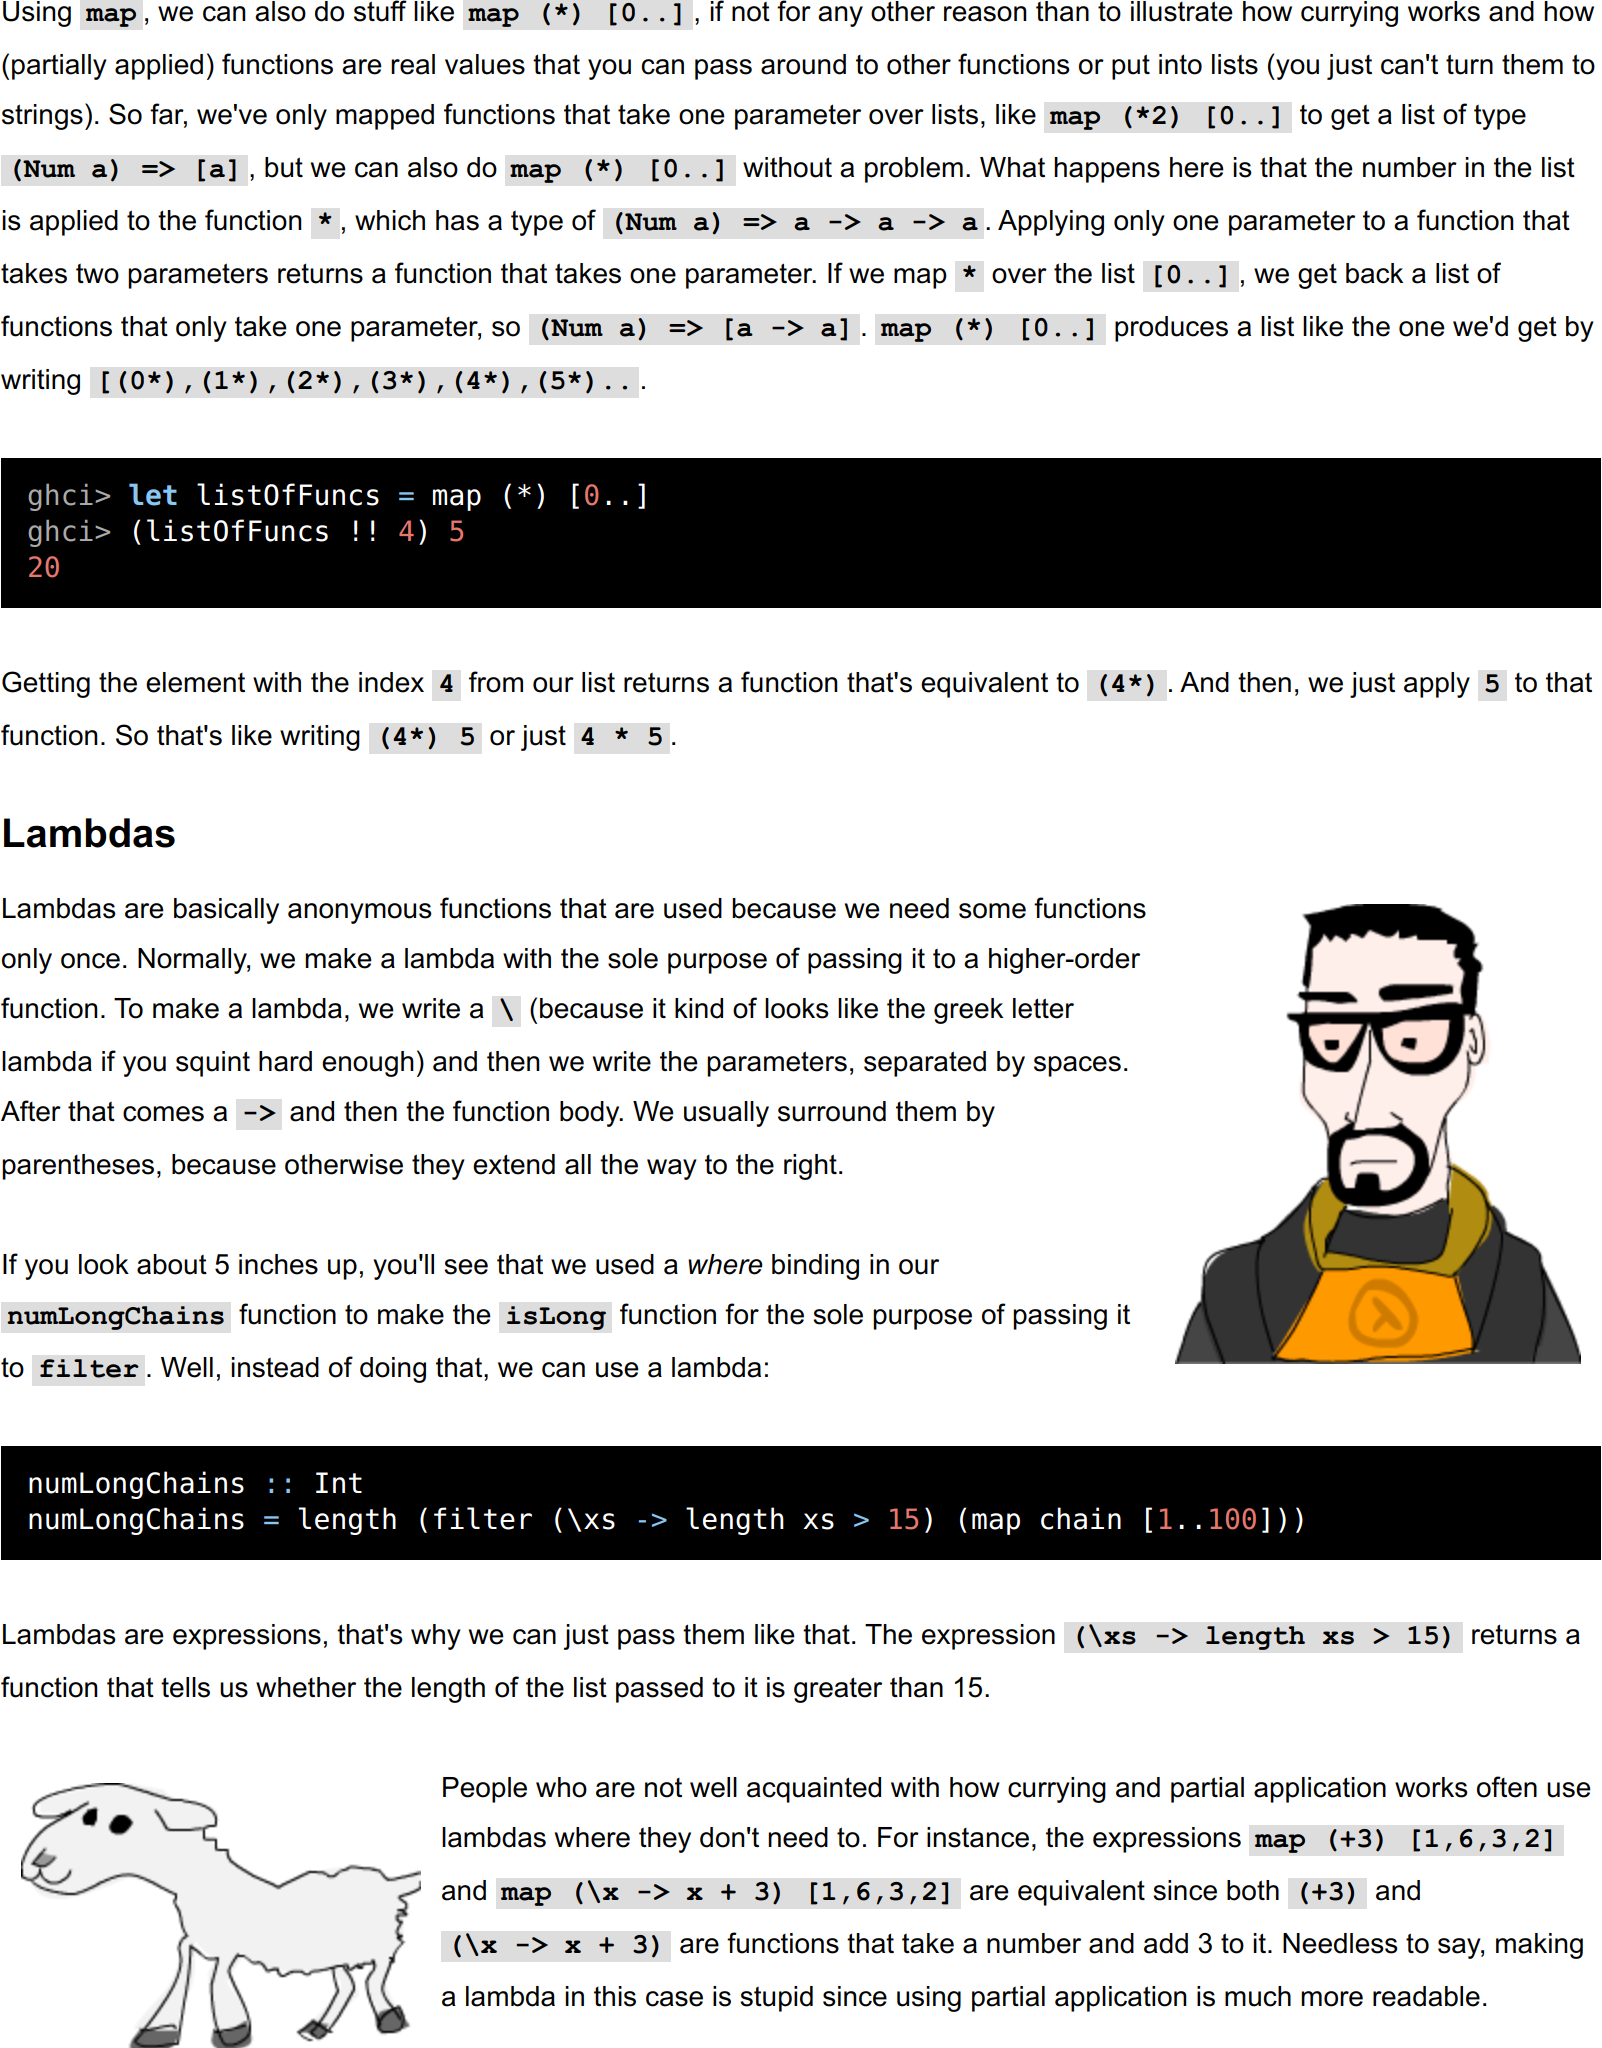 Using map, we can also do stuff like map (*) [0..], if not for any other reason than to illustrate how currying works and how
(partially applied) functions are real values that you can pass around to other functions or put into lists (you just can't turn them to
strings). So far, we've only mapped functions that take one parameter over lists, like map (*2) [0..] to get a list of type
(Num a) => [a], but we can also do map (*) [0..] without a problem. What happens here is that the number in the list
is applied to the function *, which has a type of (Num a) => a -> a -> a. Applying only one parameter to a function that
takes two parameters returns a function that takes one parameter. If we map * over the list [0..], we get back a list of
functions that only take one parameter, so (Num a) => [a -> a]. map (*) [0..] produces a list like the one we'd get by
writing [(0*),(1*),(2*),(3*),(4*),(5*)...
ghci> let listOfFuncs = map (*) [0..]
ghci> (listOfFuncs !! 4) 5
20
Getting the element with the index 4 from our list returns a function that's equivalent to (4*). And then, we just apply 5 to that
function. So that's like writing (4*) 5 or just 4 * 5.
Lambdas
Lambdas are basically anonymous functions that are used because we need some functions
only once. Normally, we make a lambda with the sole purpose of passing it to a higher-order
function. To make a lambda, we write a \ (because it kind of looks like the greek letter
lambda if you squint hard enough) and then we write the parameters, separated by spaces.
After that comes a -> and then the function body. We usually surround them by
parentheses, because otherwise they extend all the way to the right.
If you look about 5 inches up, you'll see that we used a where binding in our
numLongChains function to make the isLong function for the sole purpose of passing it
to filter. Well, instead of doing that, we can use a lambda:
numLongChains :: Int
numLongChains = length (filter (\xs -> length xs > 15) (map chain [1..100]))
Lambdas are expressions, that's why we can just pass them like that. The expression (\xs -> length xs > 15) returns a
function that tells us whether the length of the list passed to it is greater than 15.
People who are not well acquainted with how currying and partial application works often use
lambdas where they don't need to. For instance, the expressions map (+3) [1,6,3,2]
and map (\x -> x + 3) [1,6,3,2] are equivalent since both (+3) and
(\x -> x + 3) are functions that take a number and add 3 to it. Needless to say, making
a lambda in this case is stupid since using partial application is much more readable.